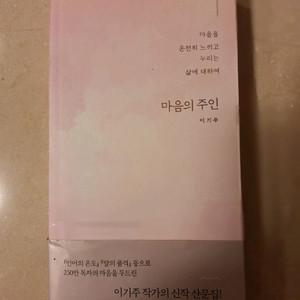 마음을
온전히 느끼고
누리는
삶에 대하여
마음의 주인
이기주
『언어의 온도』 『말의 품격』 등으로
250만 독자의 마음을 두드린
이기주 작가의 신작 산문집!